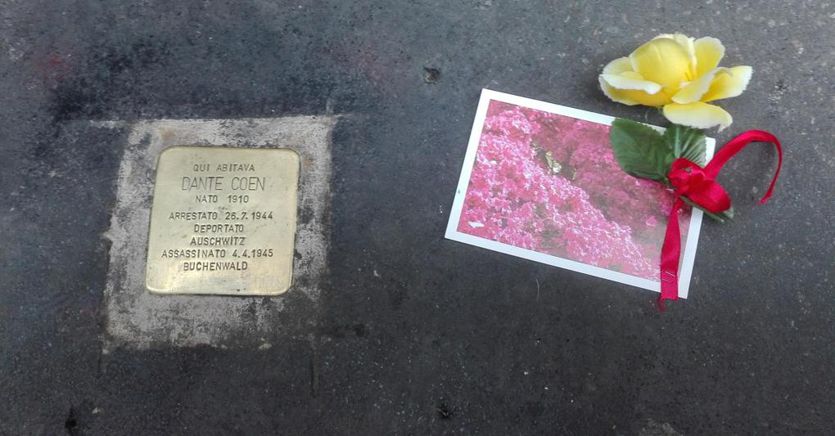 QUI ABITAVA
DANTE COEN
NATO 1910
ARRESTATO 26.7.1944
DEPORTATO
AUSCHWITZ
ASSASSINATO 4.4.1945
BUCHENWALD